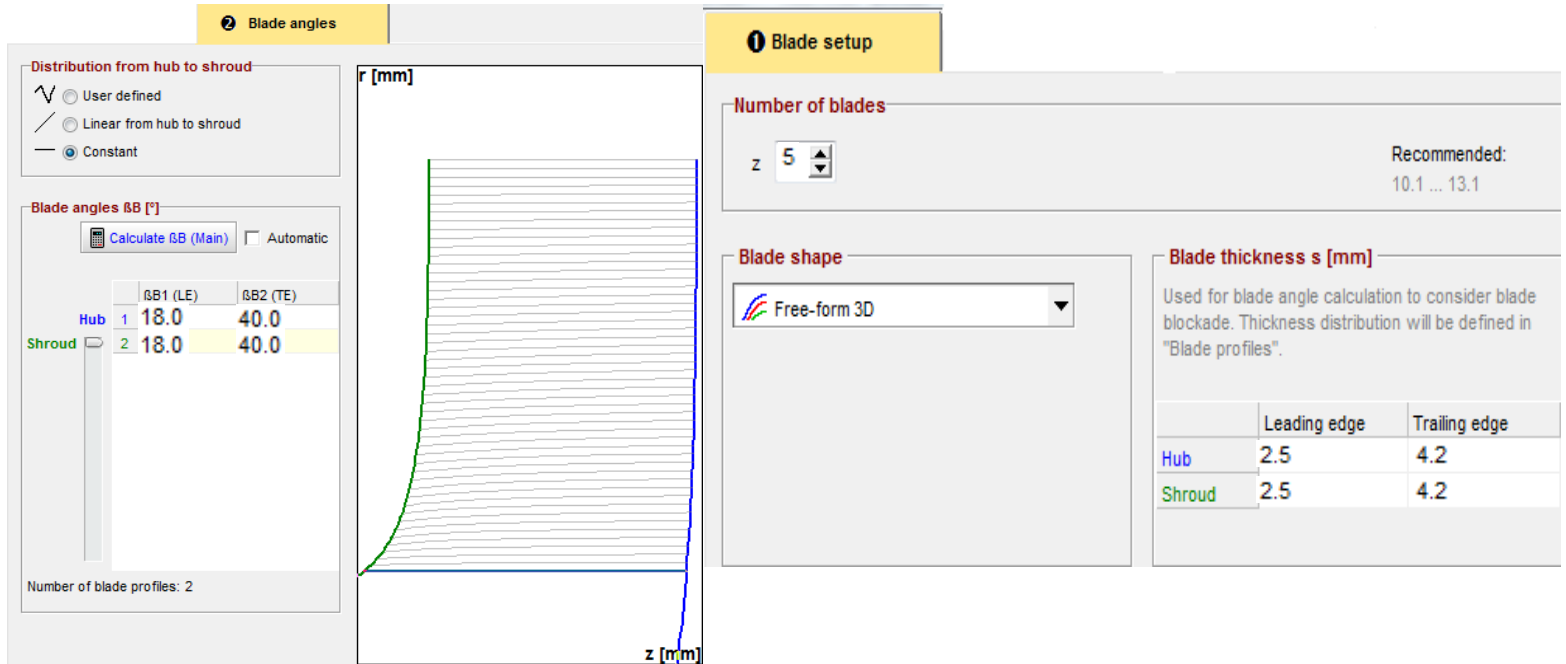 ❷ Blade angles
Distribution from hub to shroud
User defined
Linear from hub to shroud
Constant
Blade angles ßB [°]
Calculate ßB (Main) Automatic
ßB1 (LE) ßB2 (TE)
Hub 1 18.0 40.0
Shroud 2 18.0 40.0
Number of blade profiles: 2
r [mm]
z [mm]
❶ Blade setup
Number of blades
z 5
Recommended:
10.1 ... 13.1
Blade shape
Free-form 3D
Blade thickness s [mm]
Used for blade angle calculation to consider blade
blockade. Thickness distribution will be defined in
"Blade profiles".
Leading edge Trailing edge
Hub 2.5 4.2
Shroud 2.5 4.2